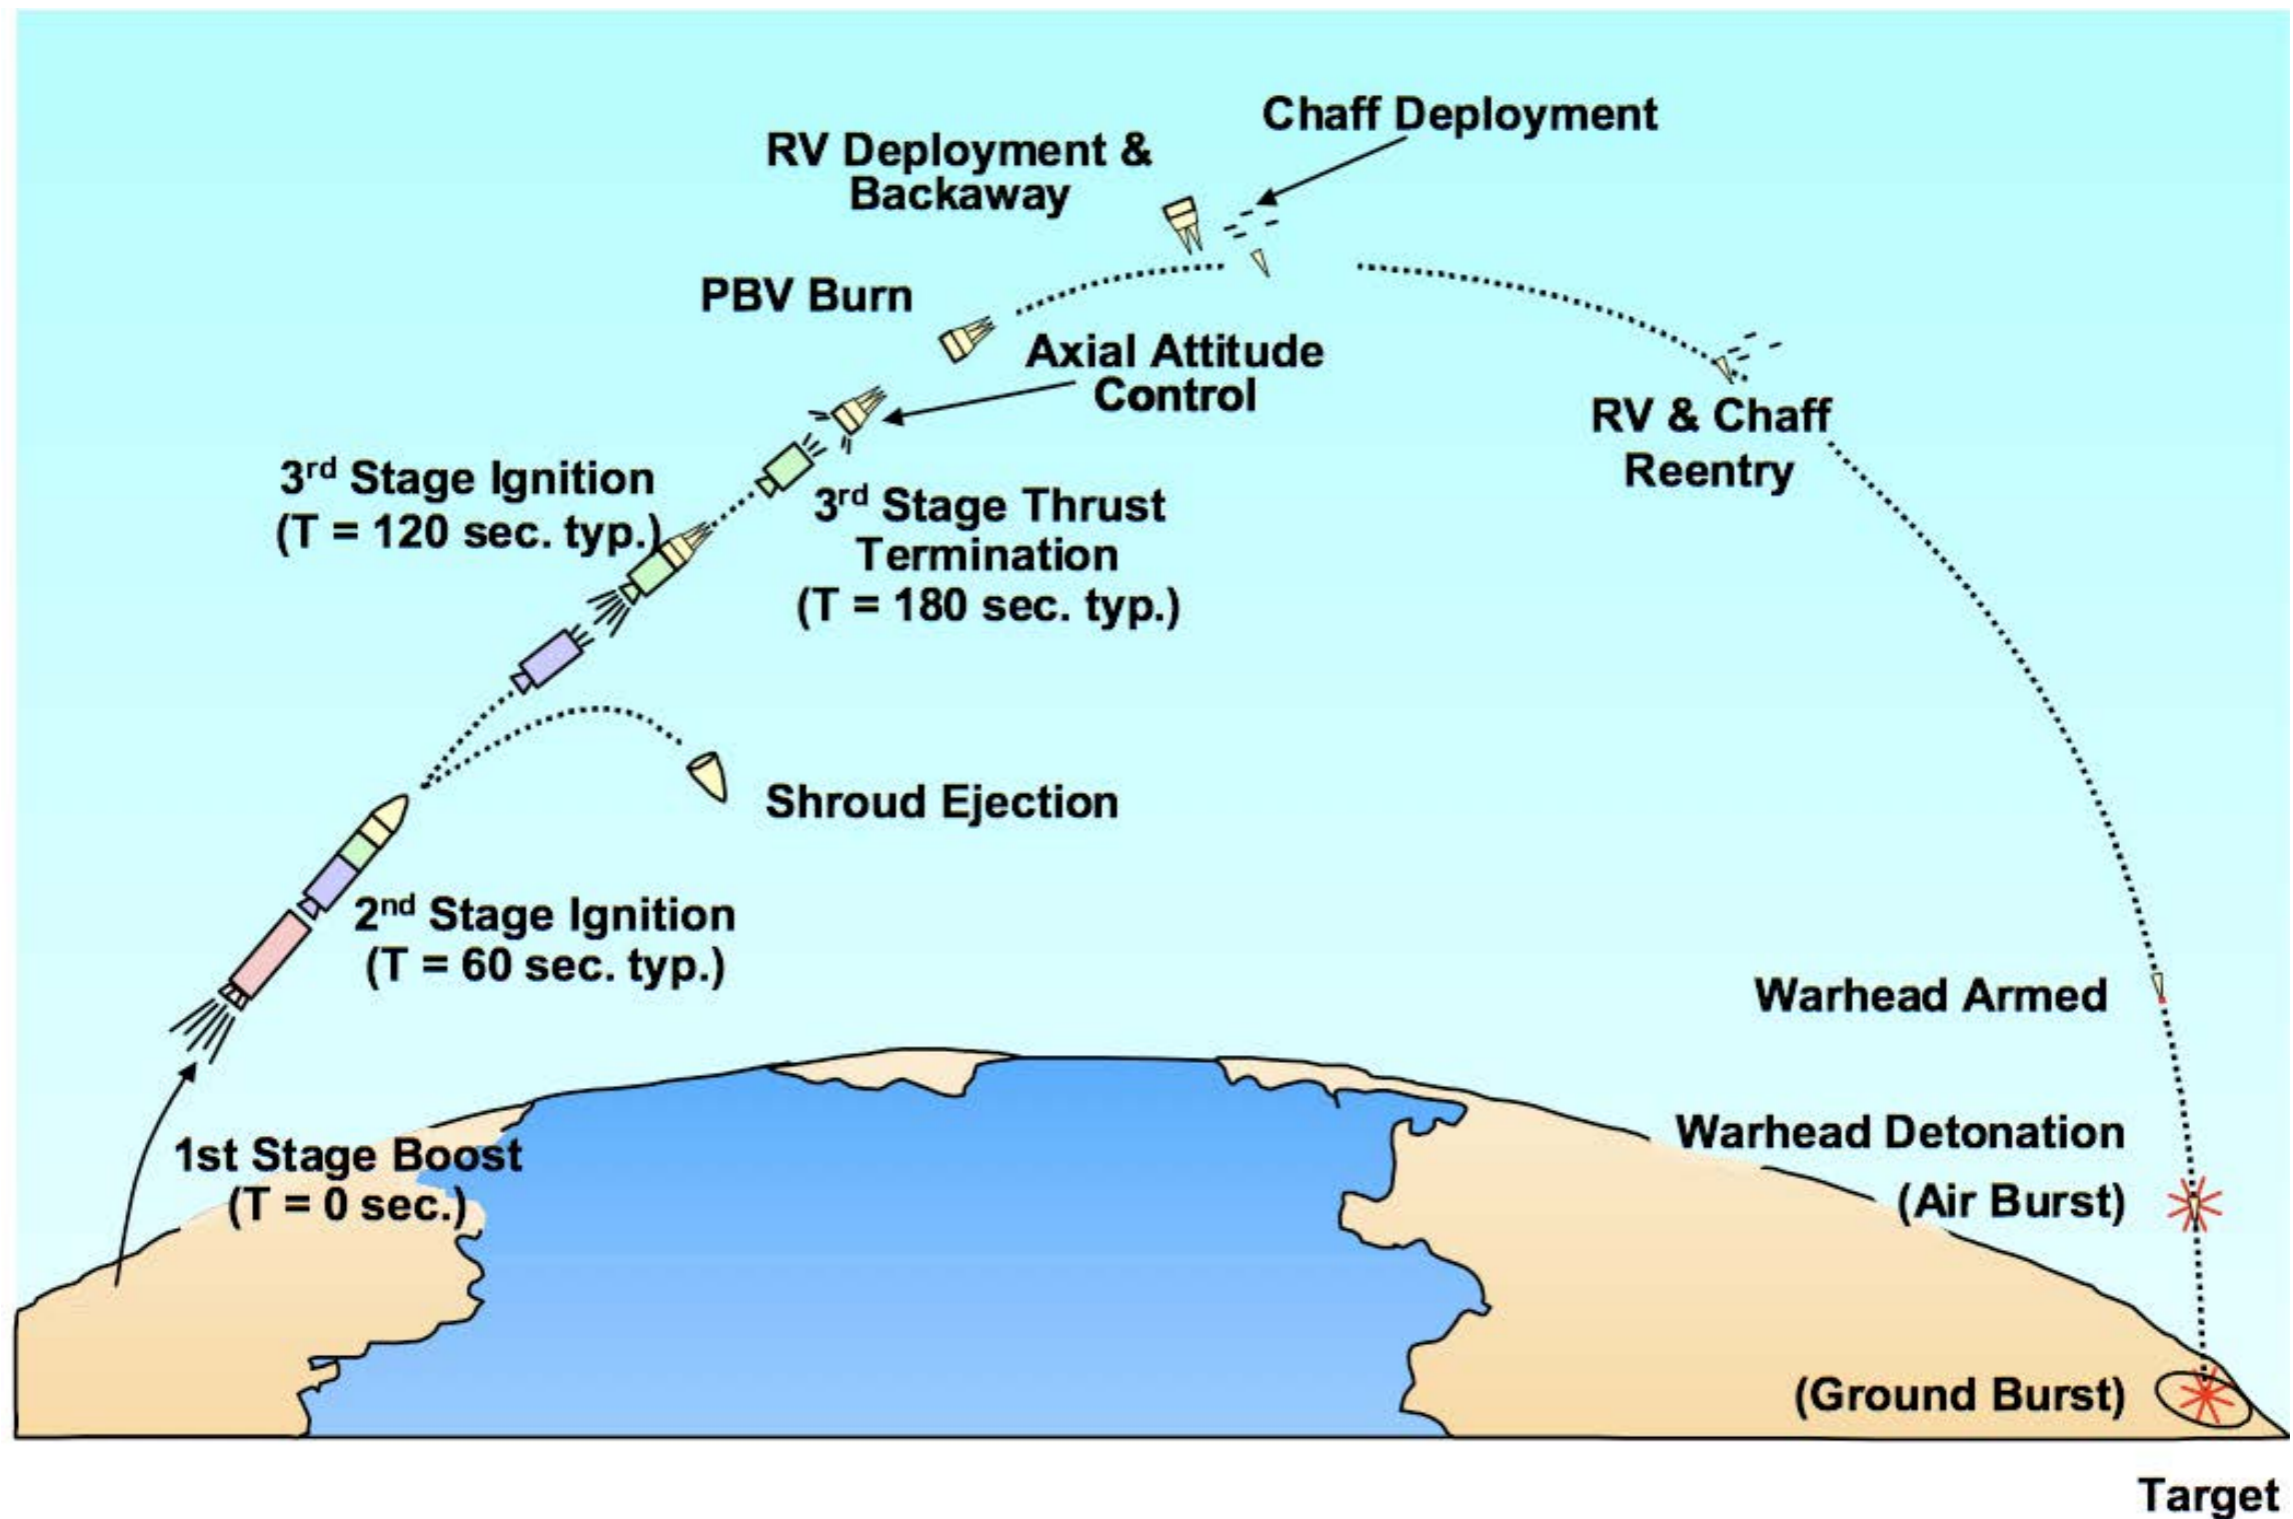 Chaff Deployment
RV Deployment &
Backaway
PBV Burn
Axial Attitude
Control
RV & Chaff
Reentry
3rd Stage Ignition
(T = 120 sec. typ.)
3rd Stage Thrust
Termination
(T = 180 sec. typ.)
Shroud Ejection
2nd Stage Ignition
(T = 60 sec. typ.)
Warhead Armed
1st Stage Boost
(T = 0 sec.)
Warhead Detonation
(Air Burst)
(Ground Burst)
Target